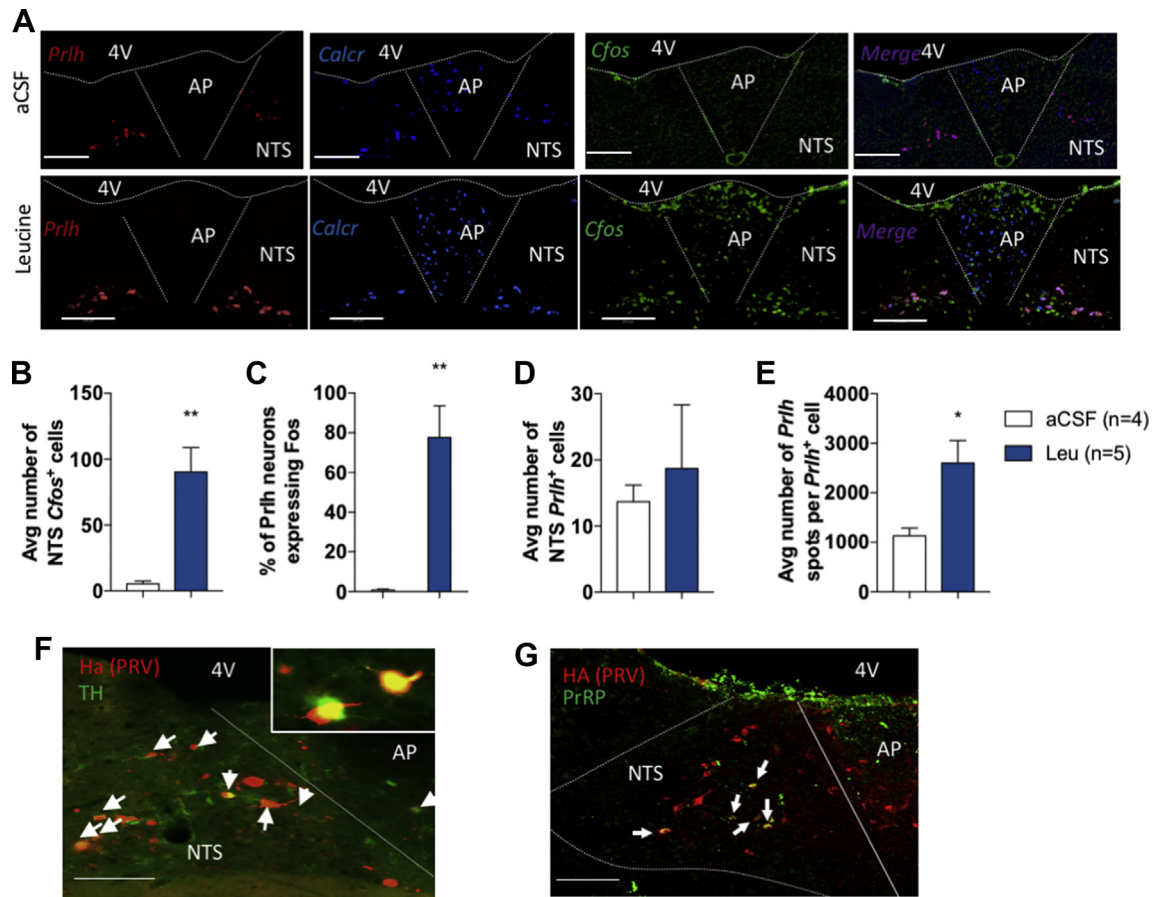 A
aCSF
Prlh
4V
AP
NTS
Calcr
4V
AP
NTS
Cfos
4V
AP
NTS
Merge
4V
AP
NTS
Leucine
Prlh
4V
AP
NTS
Calcr
4V
AP
NTS
Cfos
4V
AP
NTS
Merge
4V
AP
NTS
B
Avg number of
NTS Cfos+ cells
150
100
50
0
**
C
% of Prlh neurons
expressing Fos
100
80
60
40
20
0
**
D
Avg number of
NTS Prlh+ cells
30
20
10
0
E
Avg number of Prlh
spots per Prlh+ cell
4000
3000
2000
1000
0
*
aCSF (n=4)
Leu (n=5)
F
Ha (PRV)
TH
4V
AP
NTS
G
HA (PRV)
PrRP
4V
NTS
AP